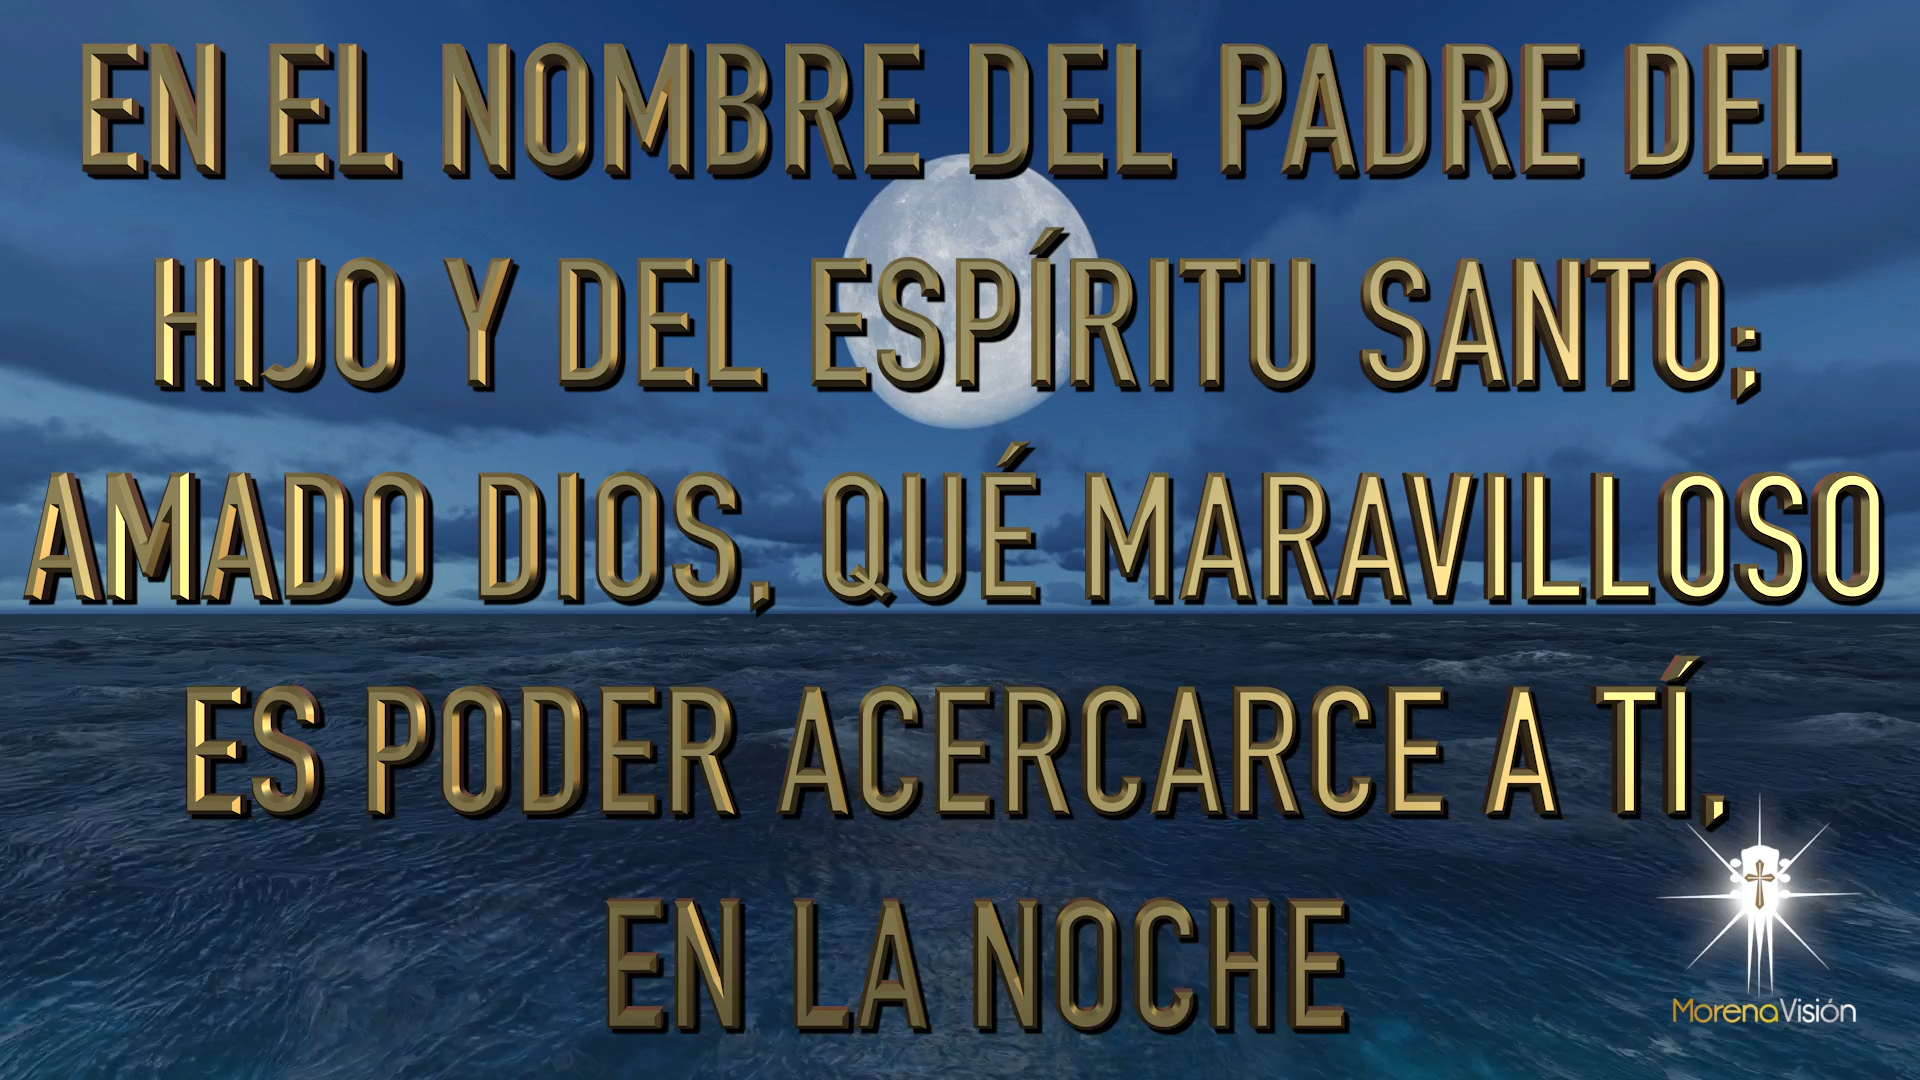 EN EL NOMBRE DEL PADRE DEL
HIJO Y DEL ESPÍRITU SANTO;
AMADO DIOS, QUÉ MARAVILLOSO
ES PODER ACERCARCE A TÍ,
EN LA NOCHE
MorenaVisión